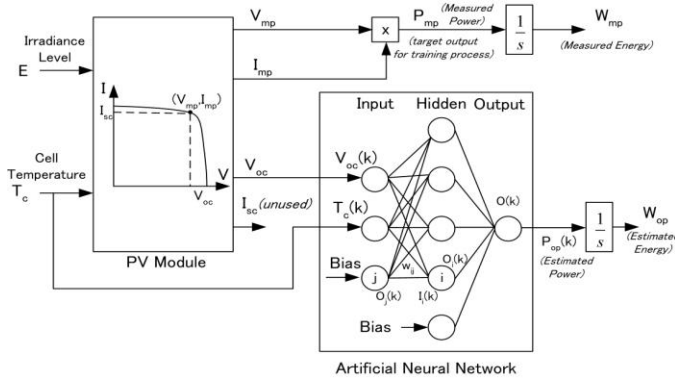 V_mp
P_mp
(Measured Power)
W_mp
Irradiance
Level
x
1/s
E
(target output
for training process)
(Measured Energy)
I_mp
I
(V_mp,I_mp)
I_sc
Input
Hidden
Output
Cell
Temperature
T_c
V
V_oc
V_oc
V_oc(k)
I_sc(unused)
T_c(k)
O(k)
1/s
W_op
(Estimated
Energy)
P_op(k)
(Estimated
Power)
PV Module
Bias
w_ij
O_i(k)
j
i
O_j(k)
I_i(k)
Bias
Artificial Neural Network